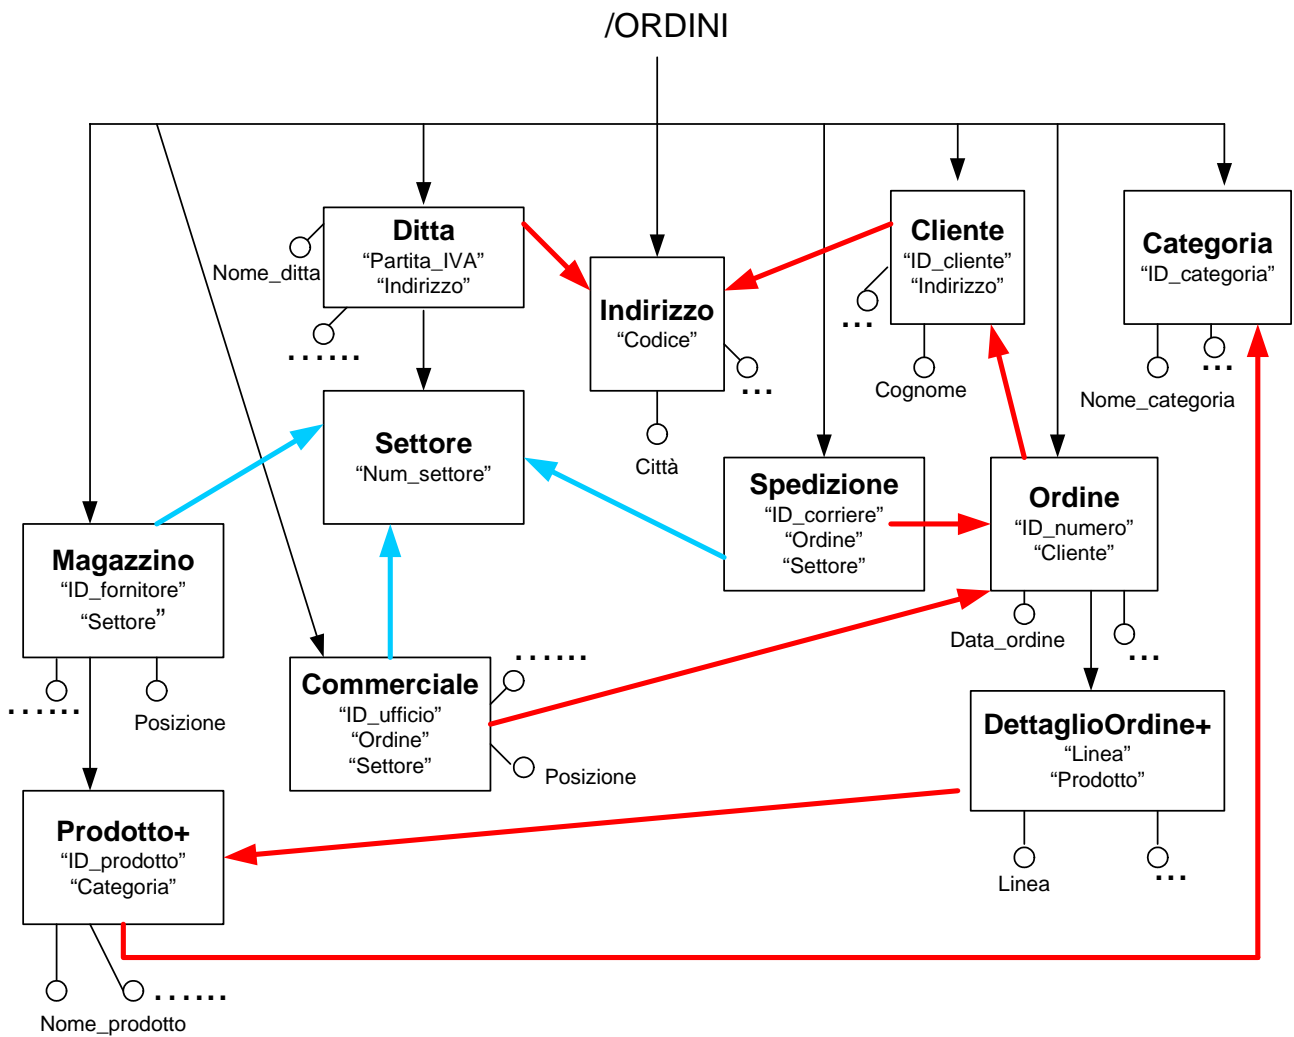 /ORDINI
Ditta
“Partita_IVA”
“Indirizzo”
Nome_ditta
......
Indirizzo
“Codice”
...
Città
Cliente
“ID_cliente”
“Indirizzo”
...
Cognome
Categoria
“ID_categoria”
...
Nome_categoria
Settore
“Num_settore”
Spedizione
“ID_corriere”
“Ordine”
“Settore”
Ordine
“ID_numero”
“Cliente”
Data_ordine
...
Magazzino
“ID_fornitore”
“Settore”
......
Posizione
Commerciale
“ID_ufficio”
“Ordine”
“Settore”
......
Posizione
DettaglioOrdine+
“Linea”
“Prodotto”
Linea
...
Prodotto+
“ID_prodotto”
“Categoria”
......
Nome_prodotto